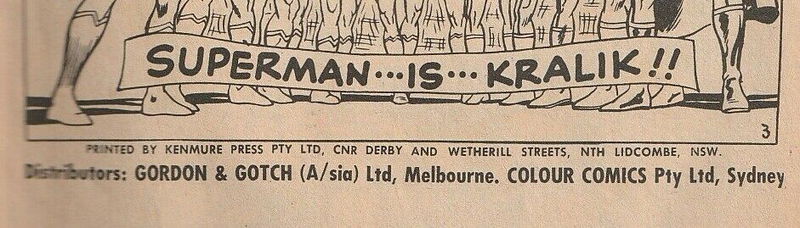 SUPERMAN...IS...KRALIK!!
3
PRINTED BY KENMURE PRESS PTY LTD, CNR DERBY AND WETHERILL STREETS, NTH LIDCOMBE, NSW.
Distributors: GORDON & GOTCH (A/sia) Ltd, Melbourne. COLOUR COMICS Pty Ltd, Sydney